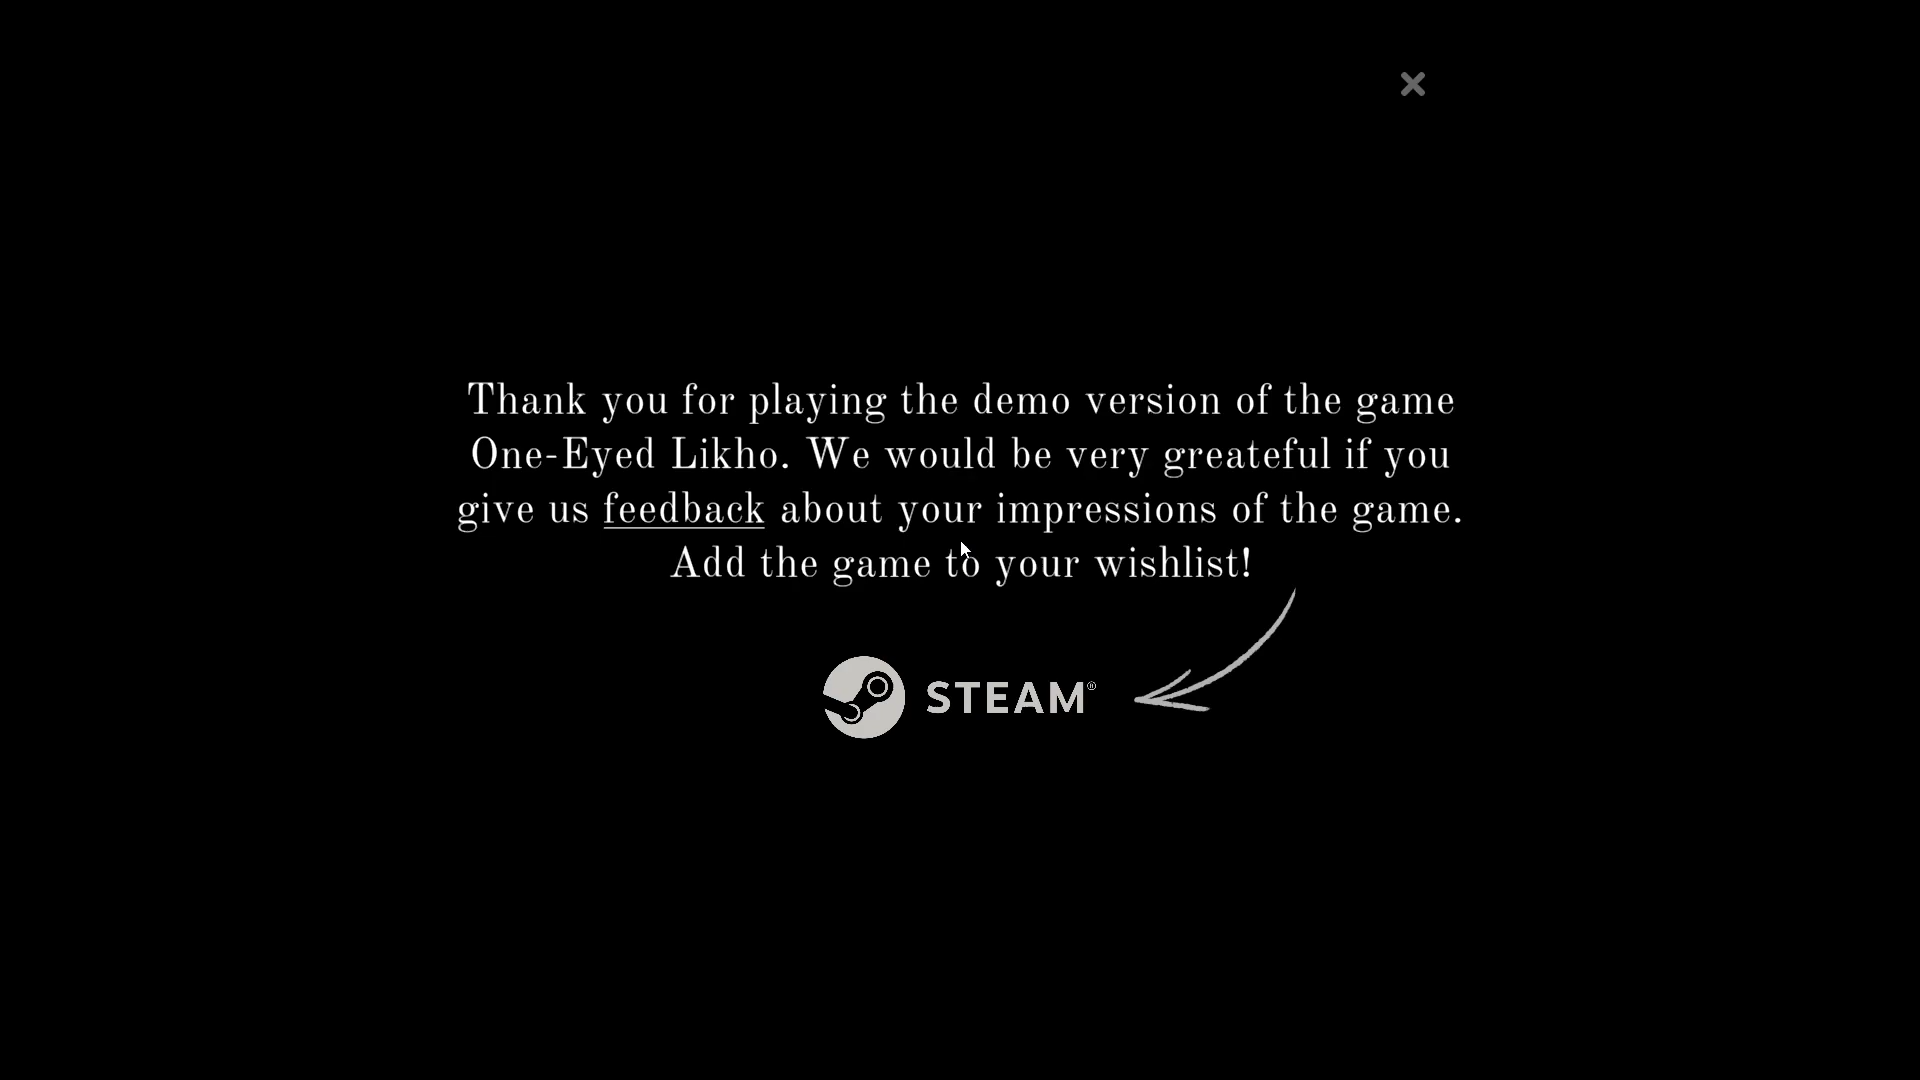 Thank you for playing the demo version of the game
One-Eyed Likho. We would be very greateful if you
give us feedback about your impressions of the game.
Add the game to your wishlist!
STEAM®